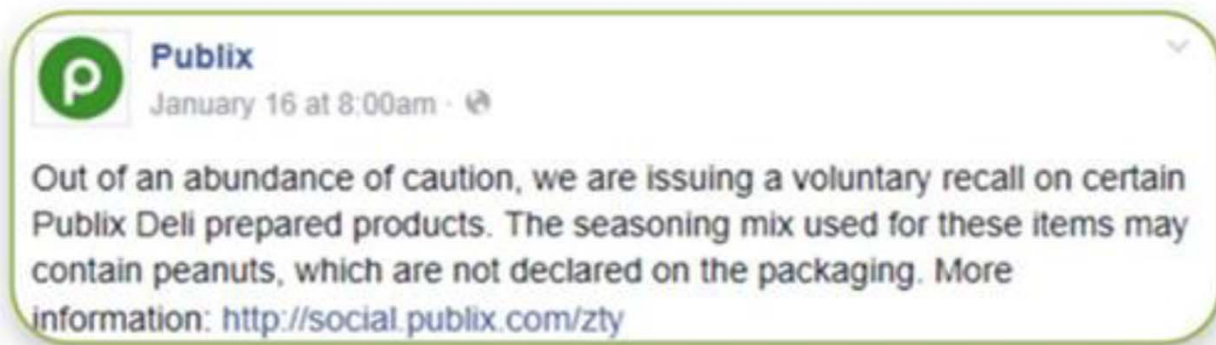 Publix
January 16 at 8:00am ·
Out of an abundance of caution, we are issuing a voluntary recall on certain
Publix Deli prepared products. The seasoning mix used for these items may
contain peanuts, which are not declared on the packaging. More
information: http://social.publix.com/zty